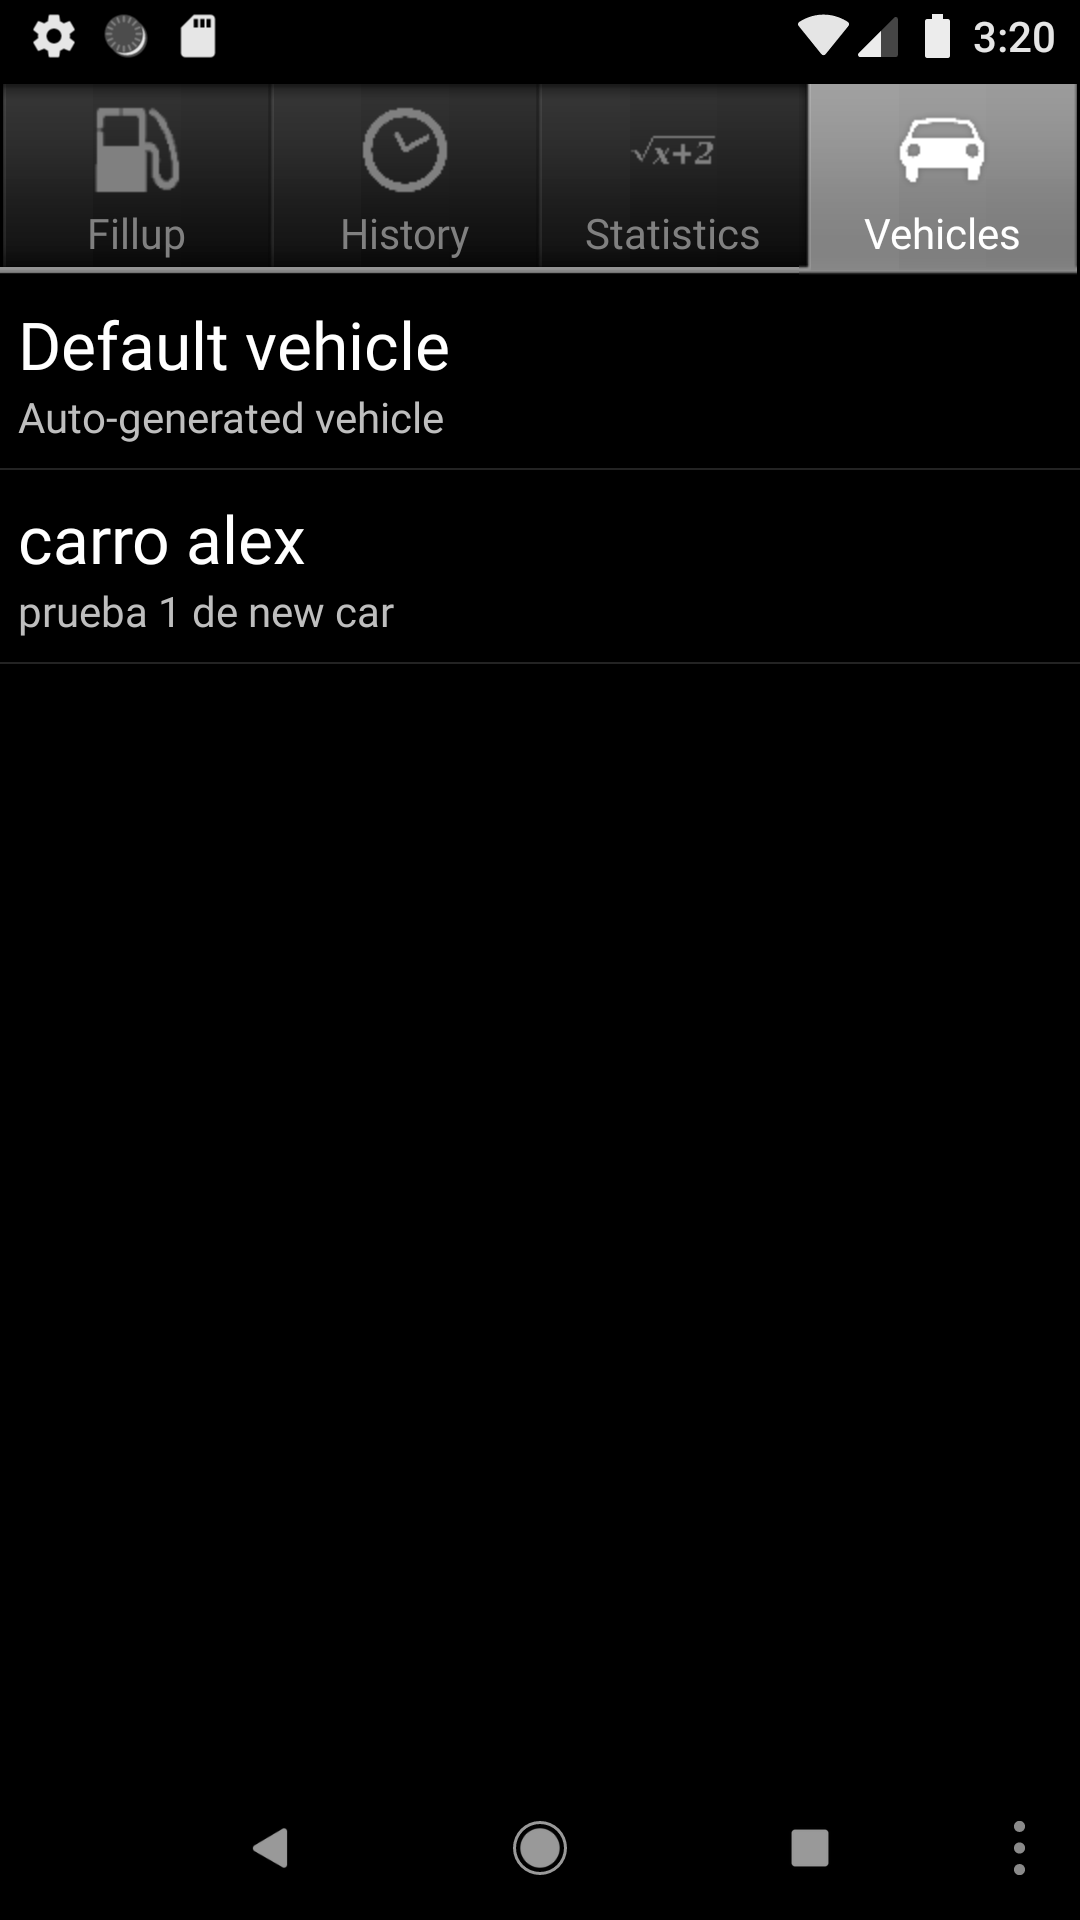 3:20
Fillup
History
√x+2
Statistics
Vehicles
Default vehicle
Auto-generated vehicle
carro alex
prueba 1 de new car